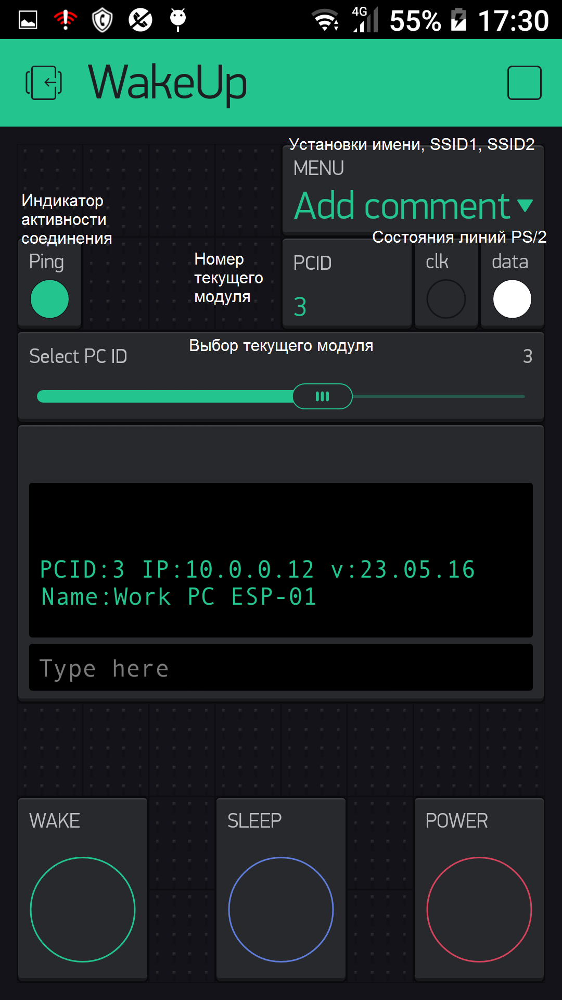 4G 55% 17:30
WakeUp
Установки имени, SSID1, SSID2
MENU
Add comment
Индикатор
активности
соединения
Состояния линий PS/2
Ping
Номер
текущего
модуля
PCID
3
clk
data
Select PC ID
Выбор текущего модуля
3
PCID:3 IP:10.0.0.12 v:23.05.16
Name:Work PC ESP-01
Type here
WAKE
SLEEP
POWER